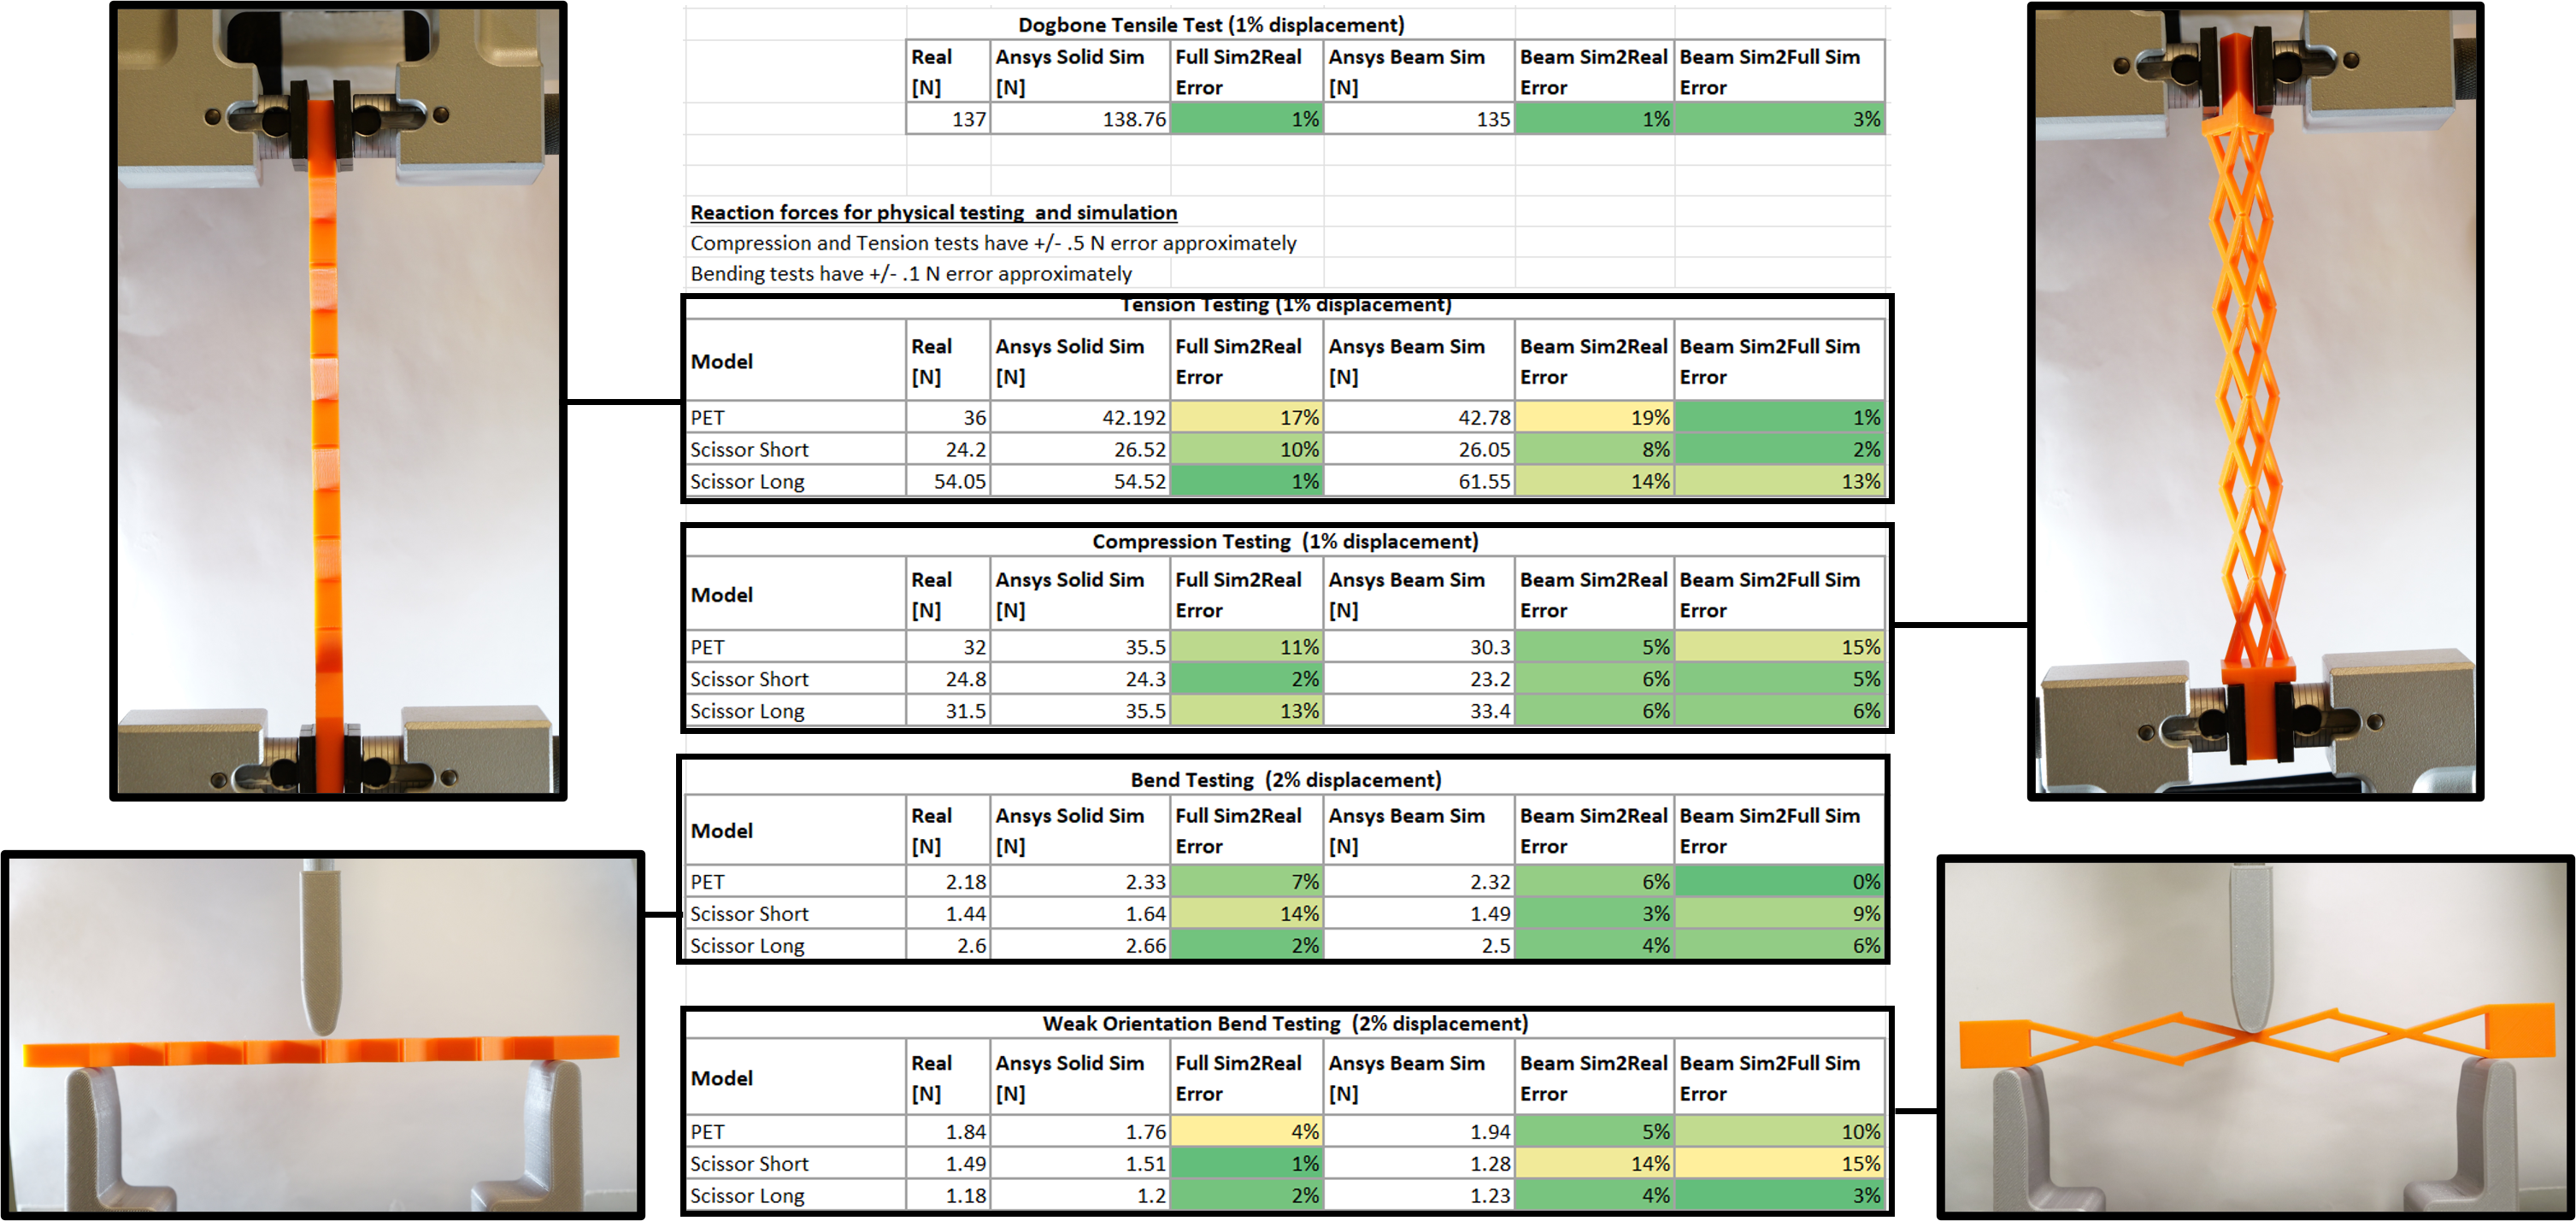 Dogbone Tensile Test (1% displacement)
Real [N] Ansys Solid Sim [N] Full Sim2Real Error Ansys Beam Sim [N] Beam Sim2Real Error Beam Sim2Full Sim Error
137 138.76 1% 135 1% 3%
Reaction forces for physical testing and simulation
Compression and Tension tests have +/- .5 N error approximately
Bending tests have +/- .1 N error approximately
Tension Testing (1% displacement)
Model Real [N] Ansys Solid Sim [N] Full Sim2Real Error Ansys Beam Sim [N] Beam Sim2Real Error Beam Sim2Full Sim Error
PET 36 42.192 17% 42.78 19% 1%
Scissor Short 24.2 26.52 10% 26.05 8% 2%
Scissor Long 54.05 54.52 1% 61.55 14% 13%
Compression Testing (1% displacement)
Model Real [N] Ansys Solid Sim [N] Full Sim2Real Error Ansys Beam Sim [N] Beam Sim2Real Error Beam Sim2Full Sim Error
PET 32 35.5 11% 30.3 5% 15%
Scissor Short 24.8 24.3 2% 23.2 6% 5%
Scissor Long 31.5 35.5 13% 33.4 6% 6%
Bend Testing (2% displacement)
Model Real [N] Ansys Solid Sim [N] Full Sim2Real Error Ansys Beam Sim [N] Beam Sim2Real Error Beam Sim2Full Sim Error
PET 2.18 2.33 7% 2.32 6% 0%
Scissor Short 1.44 1.64 14% 1.49 3% 9%
Scissor Long 2.6 2.66 2% 2.5 4% 6%
Weak Orientation Bend Testing (2% displacement)
Model Real [N] Ansys Solid Sim [N] Full Sim2Real Error Ansys Beam Sim [N] Beam Sim2Real Error Beam Sim2Full Sim Error
PET 1.84 1.76 4% 1.94 5% 10%
Scissor Short 1.49 1.51 1% 1.28 14% 15%
Scissor Long 1.18 1.2 2% 1.23 4% 3%